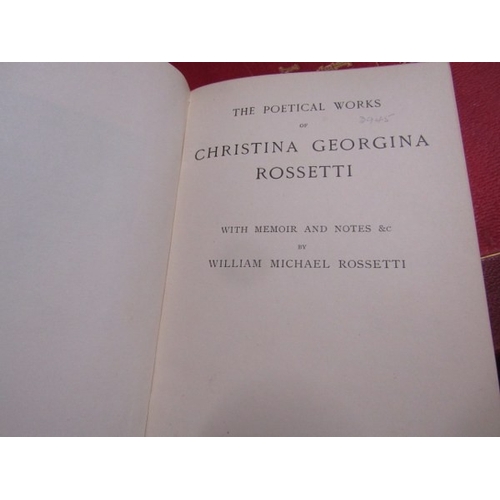 THE POETICAL WORKS
OF
CHRISTINA GEORGINA
ROSSETTI
WITH MEMOIR AND NOTES &c
BY
WILLIAM MICHAEL ROSSETTI